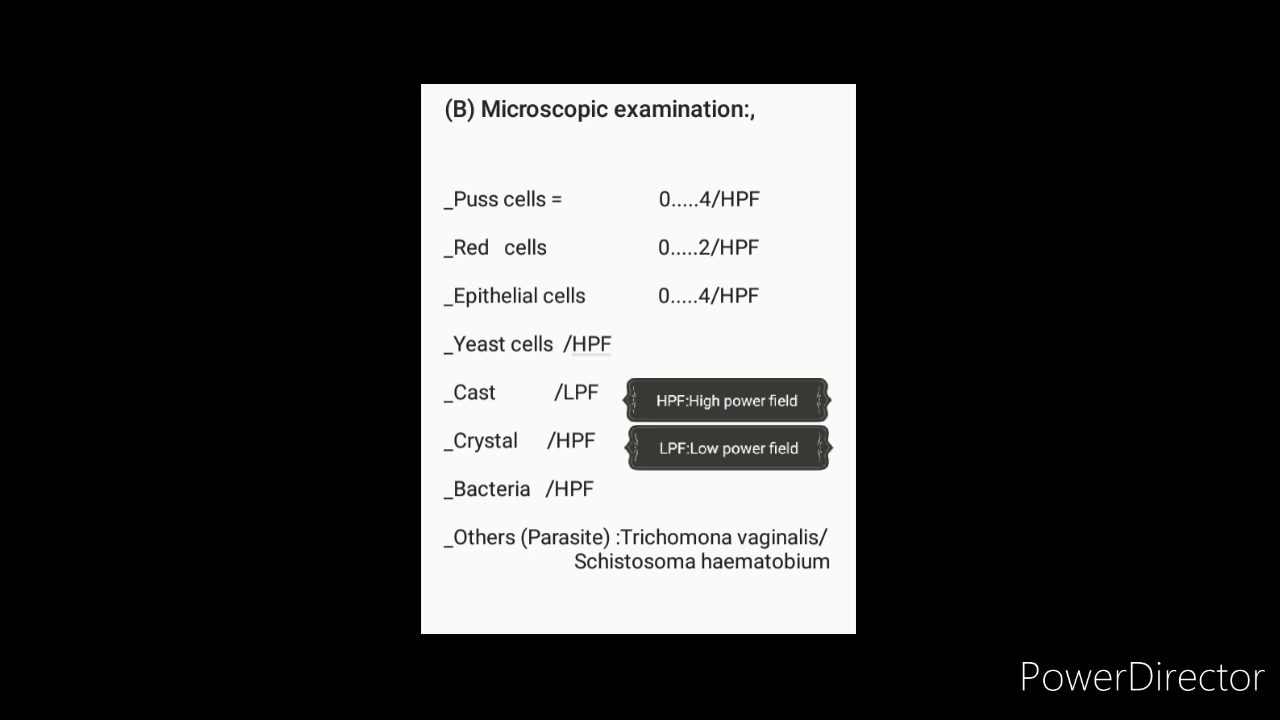 (B) Microscopic examination:,
_Puss cells = 0.....4/HPF
_Red cells 0.....2/HPF
_Epithelial cells 0.....4/HPF
_Yeast cells /HPF
_Cast /LPF
HPF:High power field
_Crystal /HPF
LPF:Low power field
_Bacteria /HPF
_Others (Parasite) :Trichomona vaginalis/
Schistosoma haematobium
PowerDirector